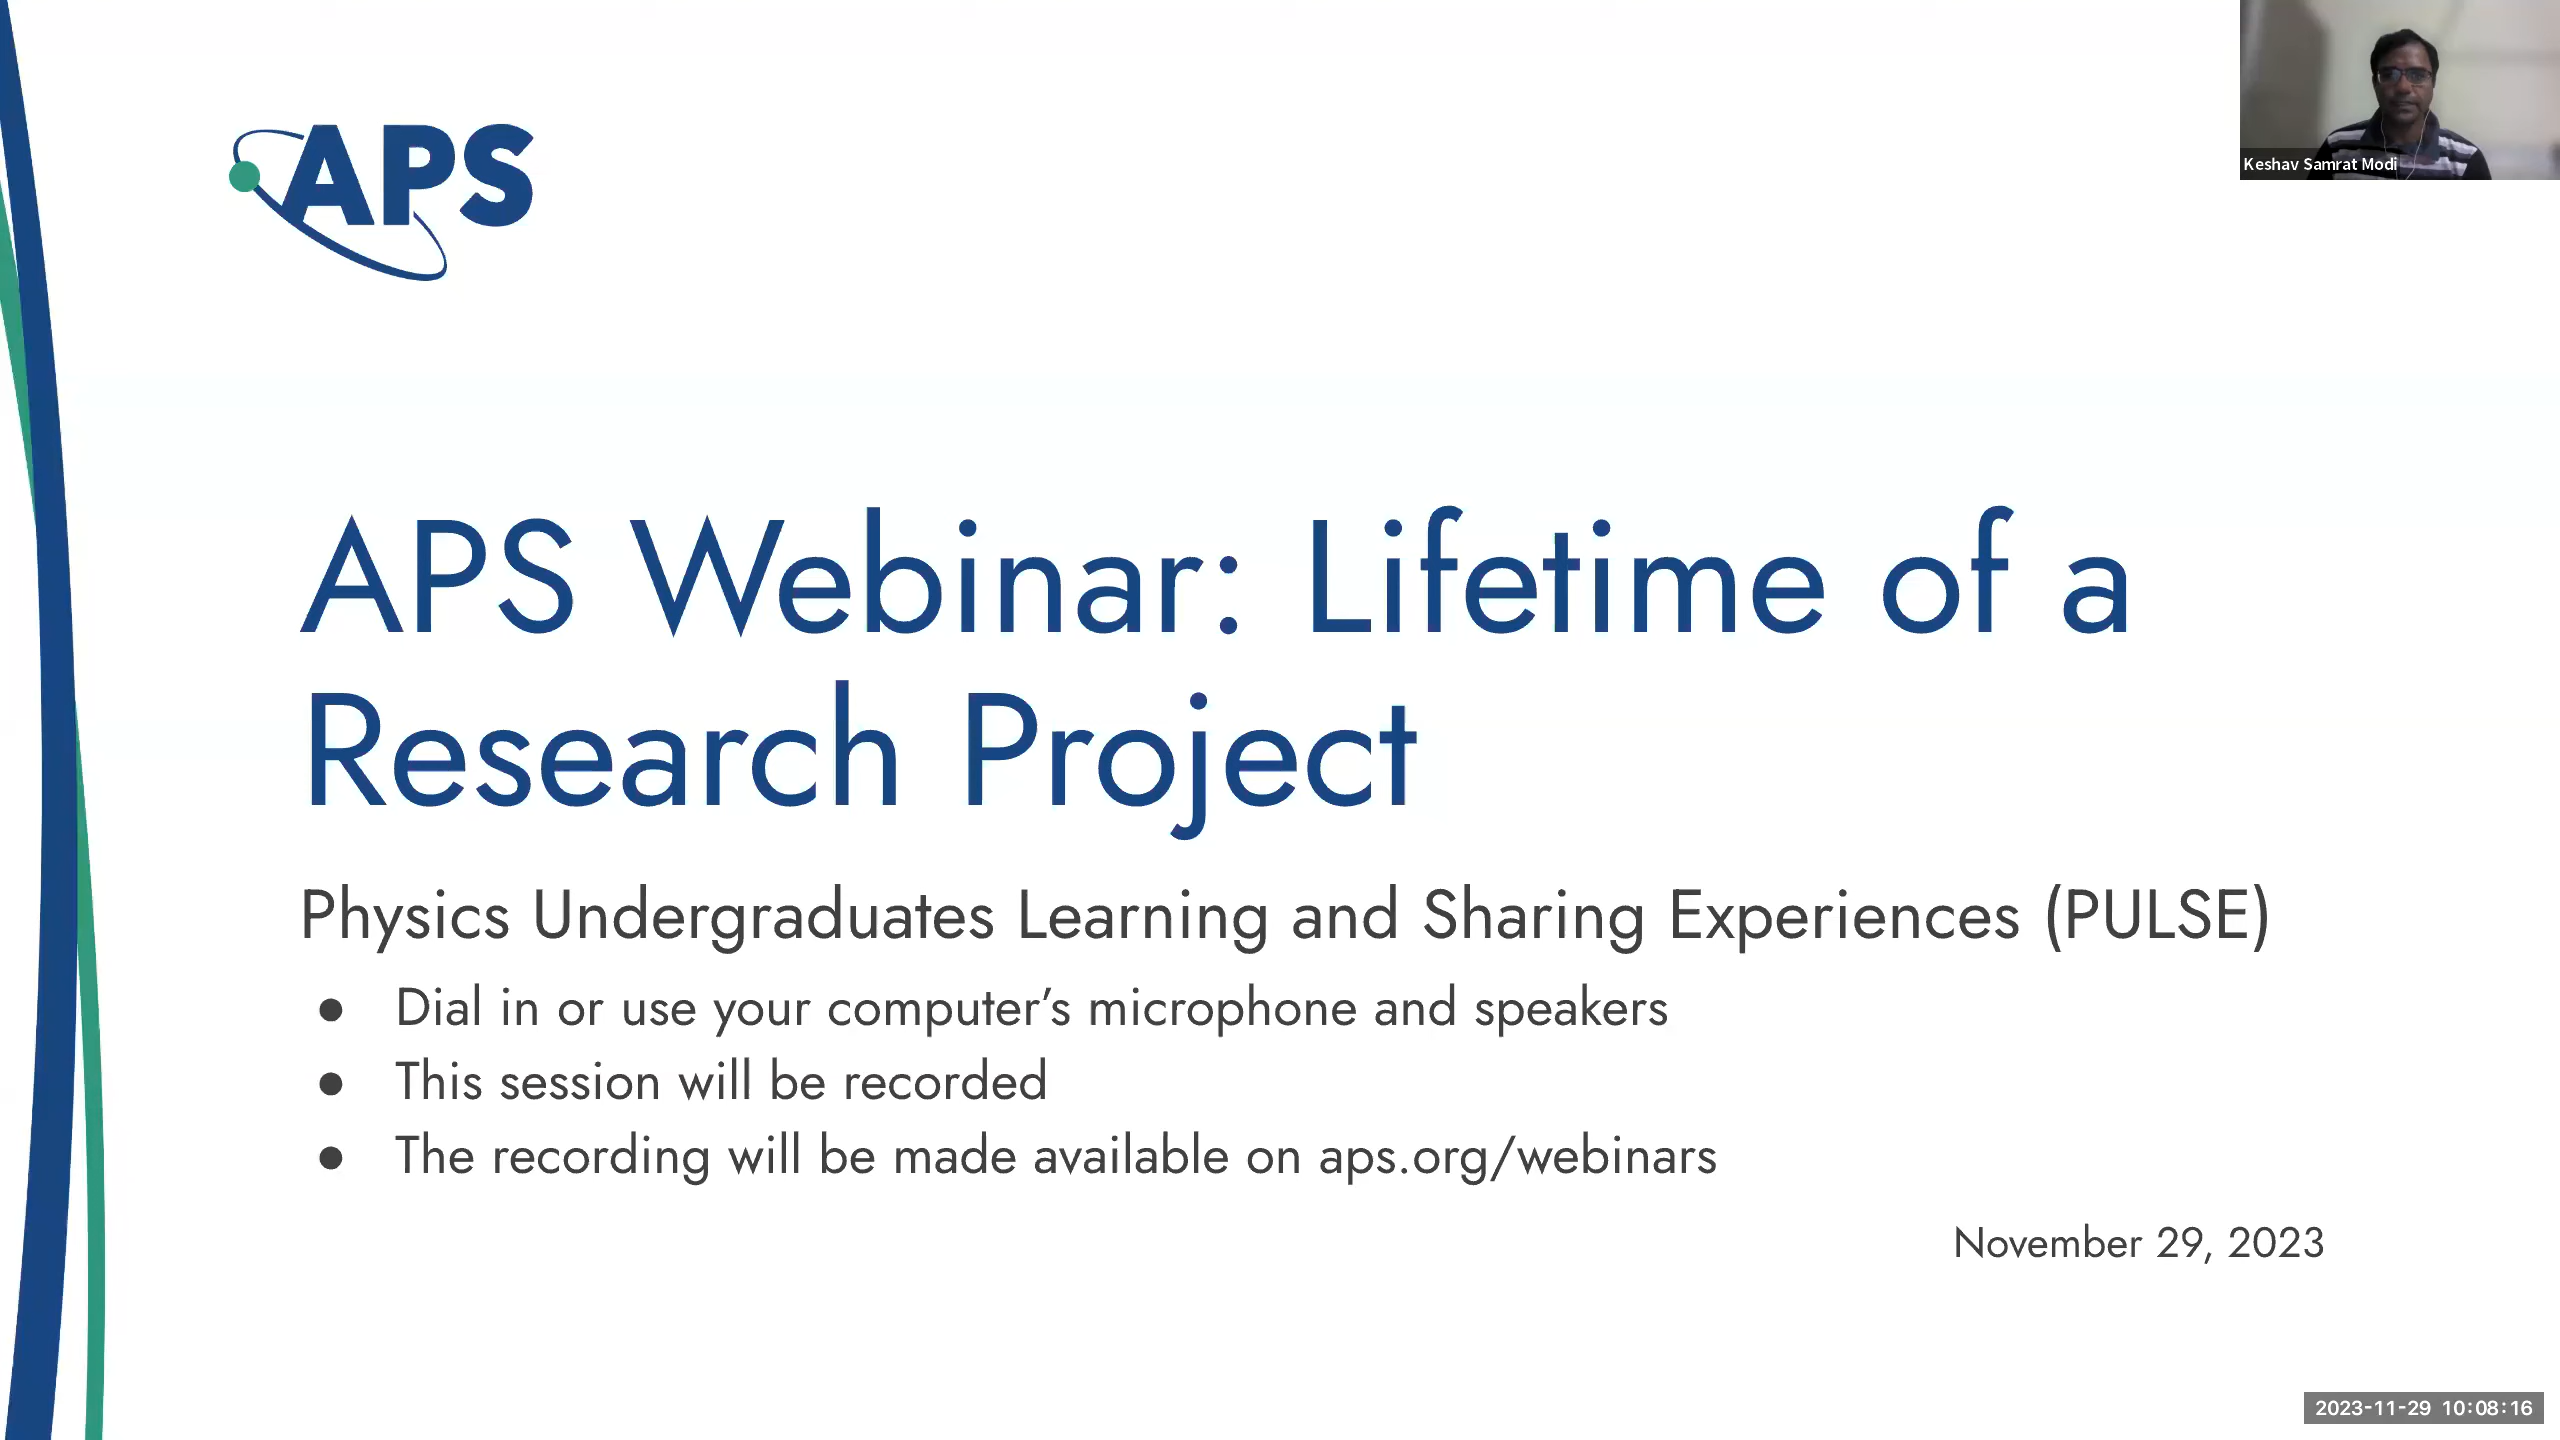 APS
Keshav Samrat Modi
APS Webinar: Lifetime of a
Research Project
Physics Undergraduates Learning and Sharing Experiences (PULSE)
● Dial in or use your computer’s microphone and speakers
● This session will be recorded
● The recording will be made available on aps.org/webinars
November 29, 2023
2023-11-29 10:08:16